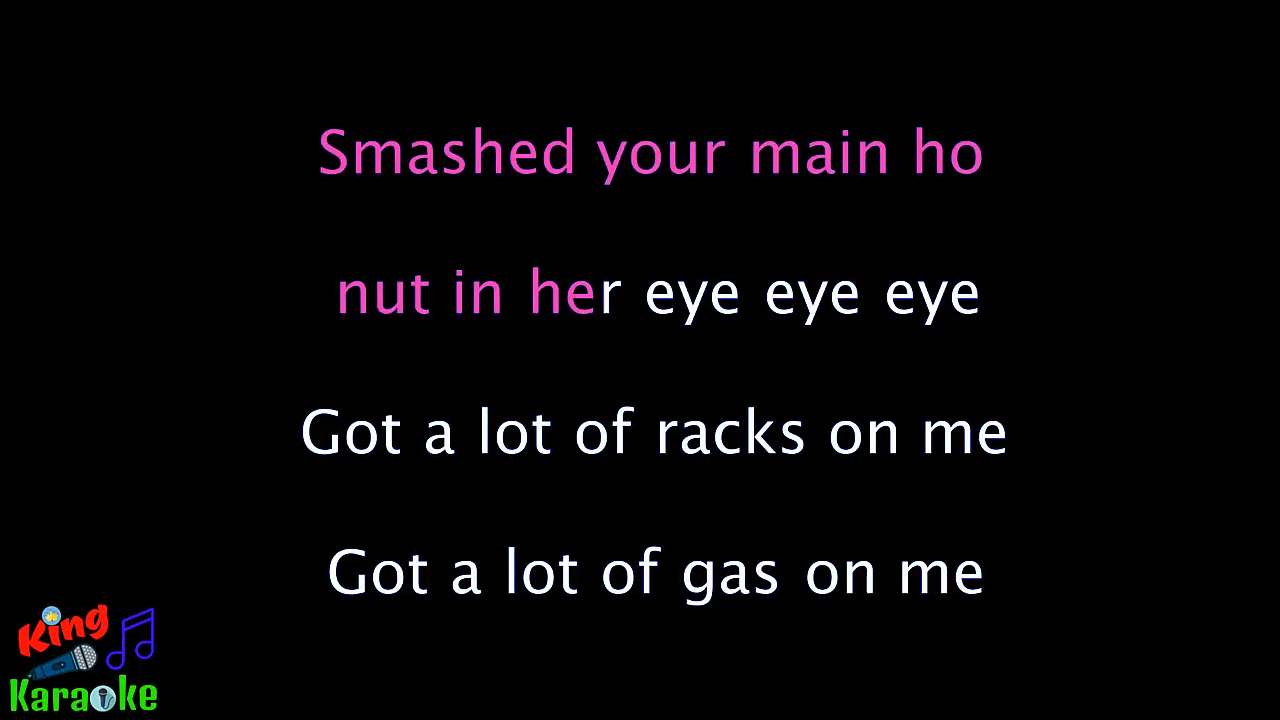 Smashed your main ho
nut in her eye eye eye
Got a lot of racks on me
Got a lot of gas on me
King
Karaoke